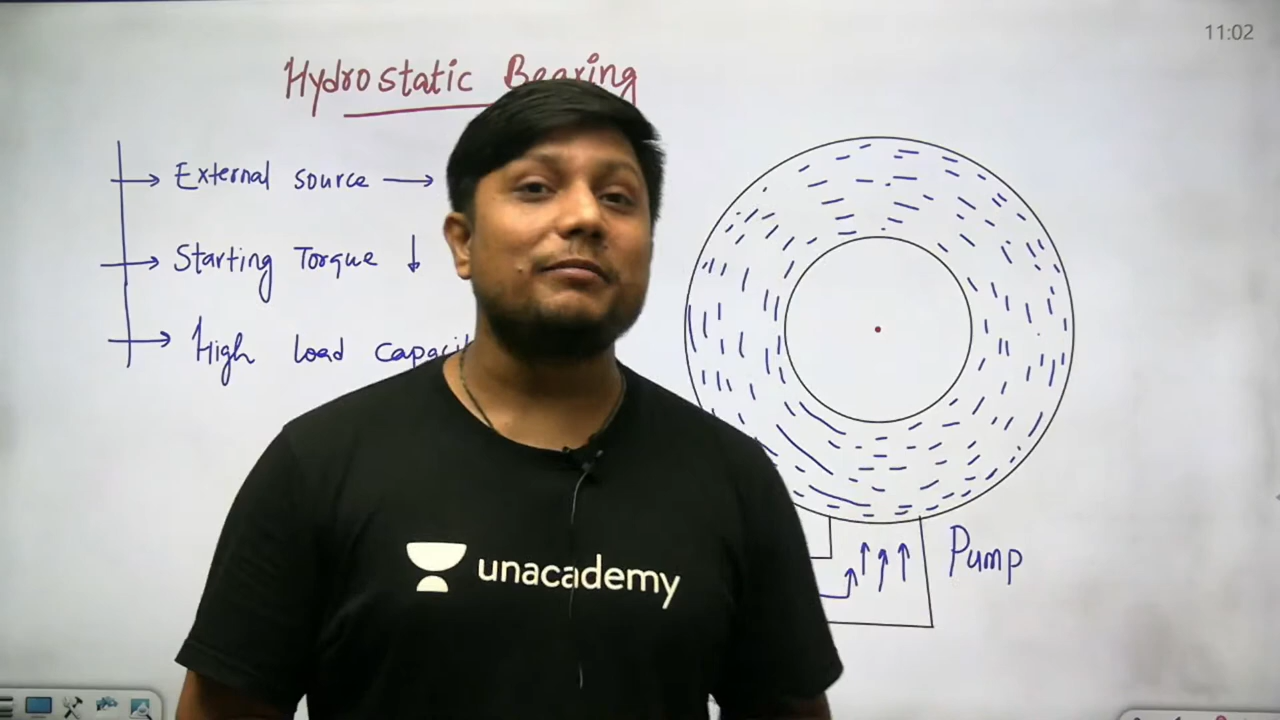 11:02
Hydrostatic Bearing
External source
Starting Torque ↓
High load
Pump
unacademy